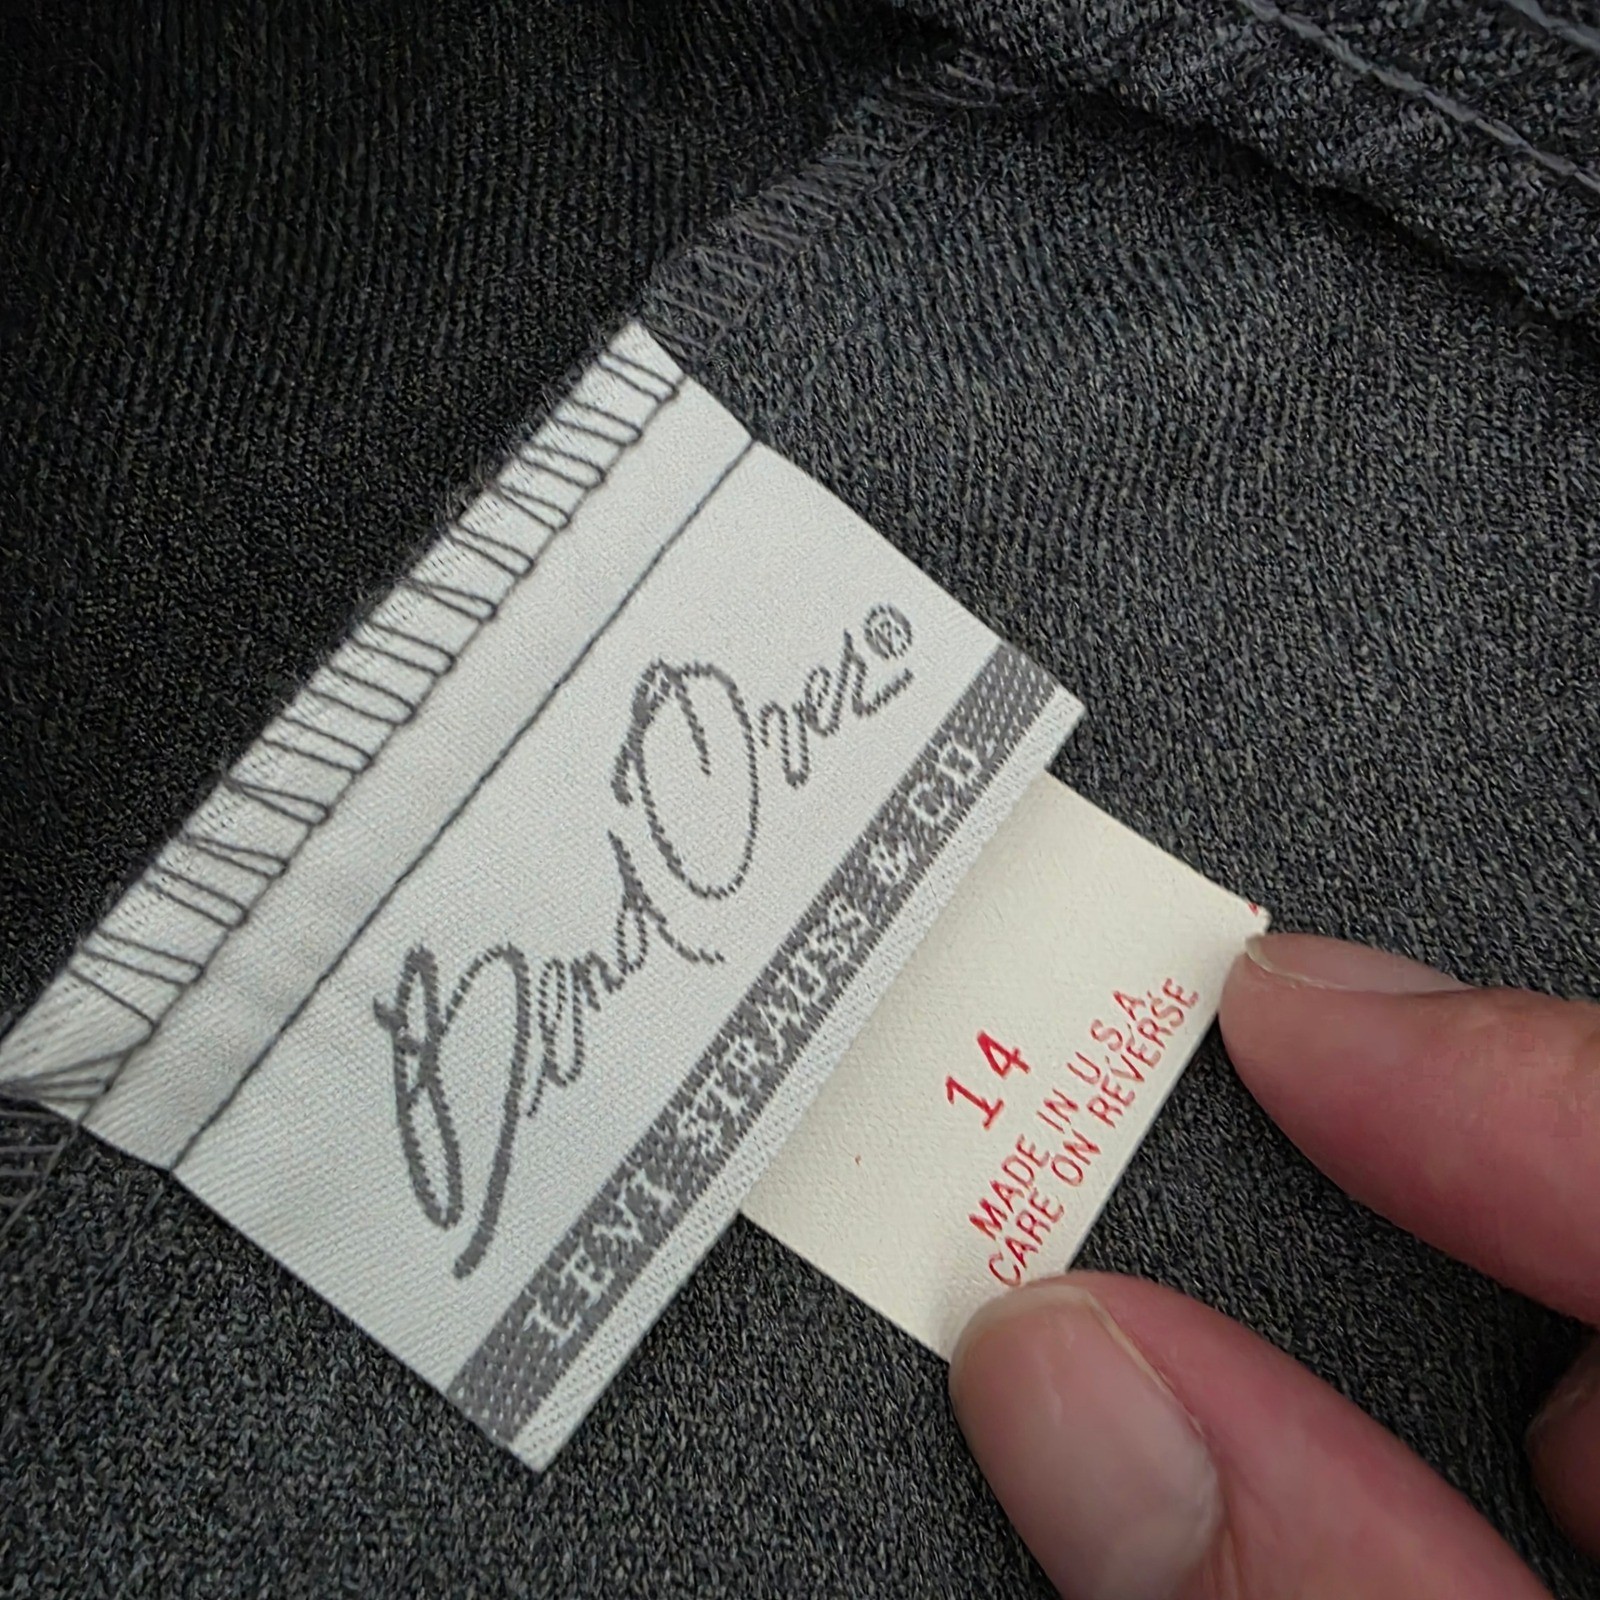 Bend Over®
LEVI STRAUSS & CO
14
MADE IN U.S.A.
CARE ON REVERSE